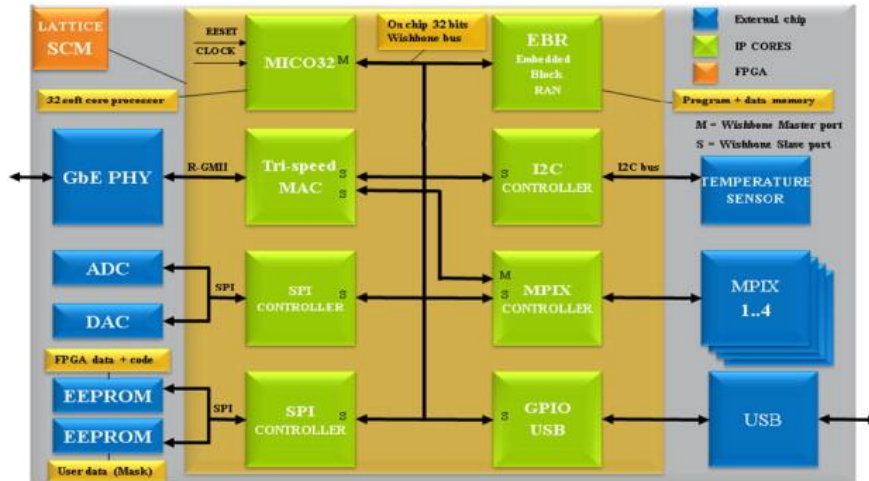 LATTICE
SCM
RESET
CLOCK
MICO32 M
On chip 32 bits
Wishbone bus
EBR
Embedded
Block
RAN
External chip
IP CORES
FPGA
32 soft core processor
Program + data memory
M = Wishbone Master port
S = Wishbone Slave port
GbE PHY
R-GMII
Tri-speed
MAC
S
S
S
I2C
CONTROLLER
I2C bus
TEMPERATURE
SENSOR
ADC
DAC
SPI
SPI
CONTROLLER
S
M
S
MPIX
CONTROLLER
MPIX
1..4
FPGA data + code
EEPROM
EEPROM
User data (Mask)
SPI
SPI
CONTROLLER
S
S
GPIO
USB
USB